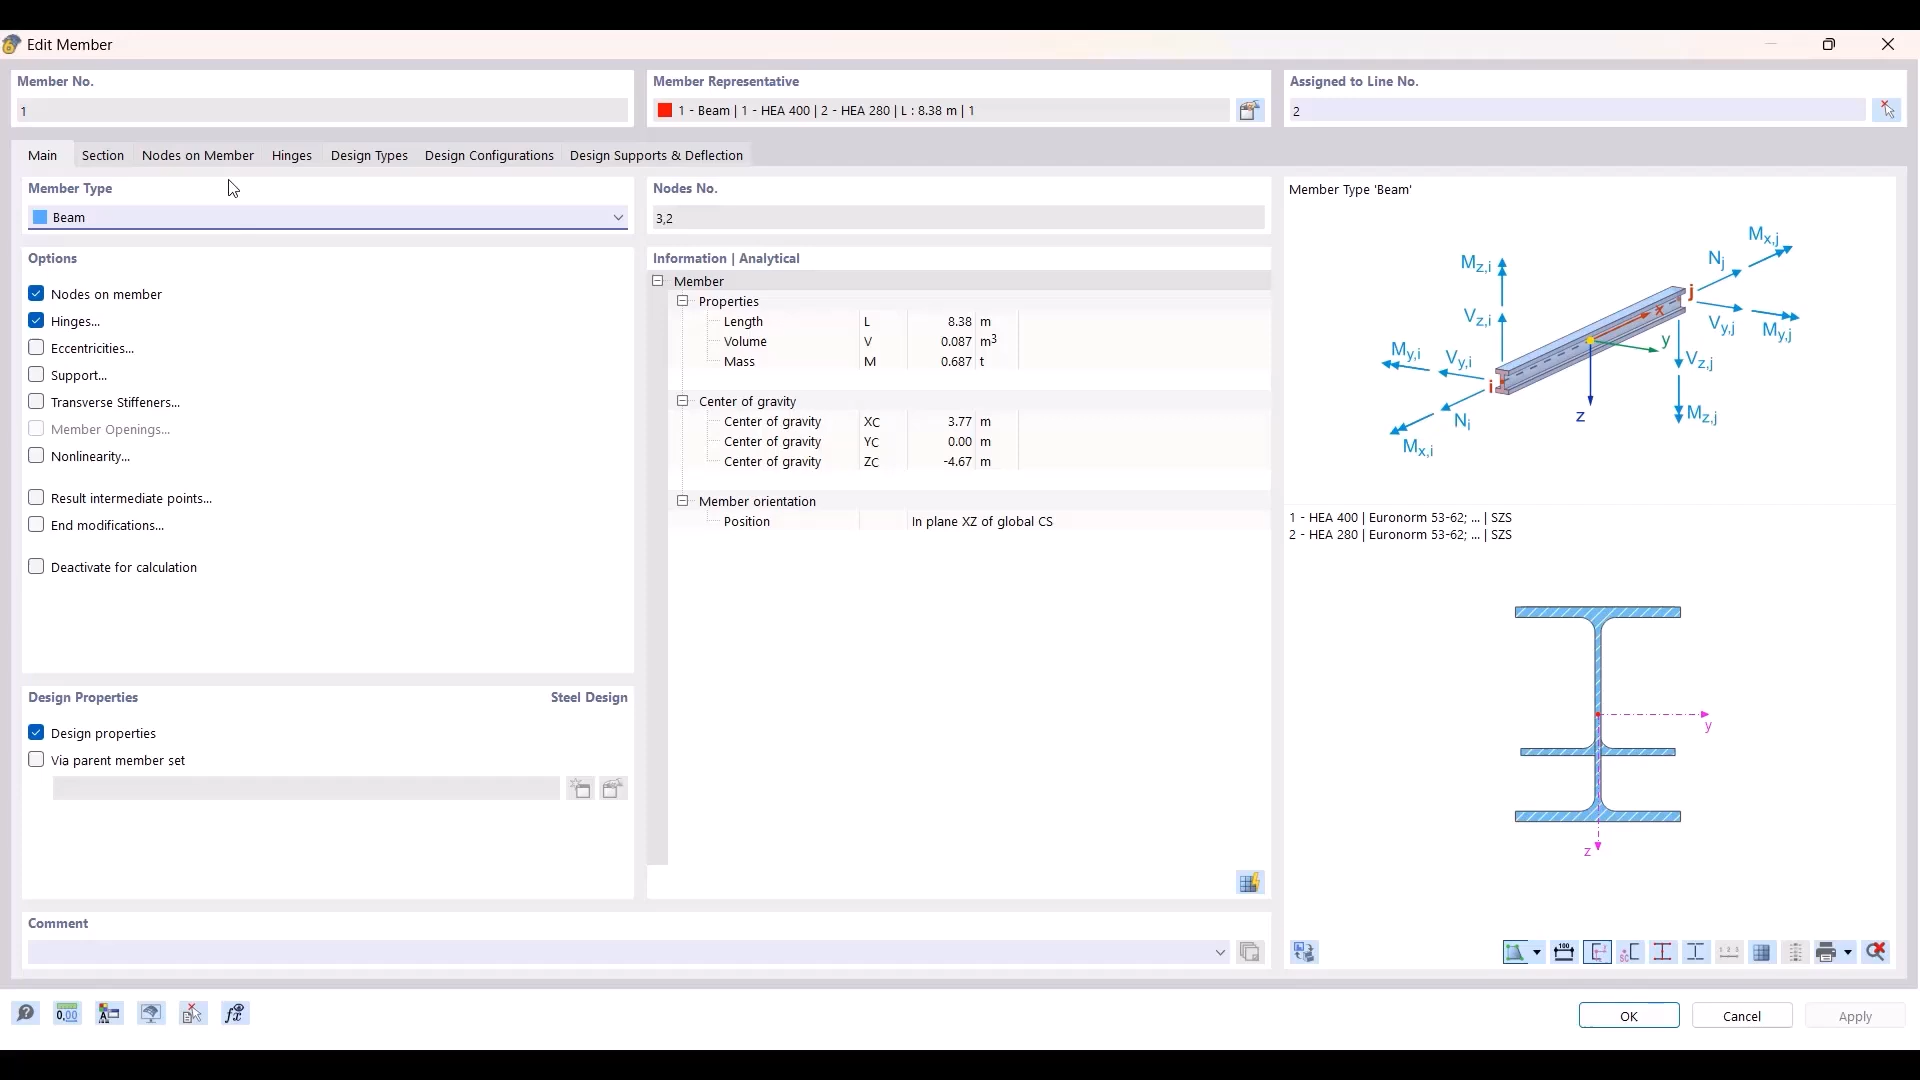 Edit Member
Member No.
1
Member Representative
1 - Beam | 1 - HEA 400 | 2 - HEA 280 | L : 8.38 m | 1
Assigned to Line No.
2
Main Section Nodes on Member Hinges Design Types Design Configurations Design Supports & Deflection
Member Type
Beam
Options
Nodes on member
Hinges...
Eccentricities...
Support...
Transverse Stiffeners...
Member Openings...
Nonlinearity...
Result intermediate points...
End modifications...
Deactivate for calculation
Design Properties Steel Design
Design properties
Via parent member set
Nodes No.
3,2
Information | Analytical
Member
Properties
Length L 8.38 m
Volume V 0.087 m3
Mass M 0.687 t
Center of gravity
Center of gravity XC 3.77 m
Center of gravity YC 0.00 m
Center of gravity ZC -4.67 m
Member orientation
Position In plane XZ of global CS
Comment
Member Type 'Beam'
Mx,j
Nj
Mz,i
j
Vz,i
x
Vy,j
My,j
y
My,i
Vy,i
Vz,j
i
z
Ni
Mz,j
Mx,i
1 - HEA 400 | Euronorm 53-62; ... | SZS
2 - HEA 280 | Euronorm 53-62; ... | SZS
y
z
OK Cancel Apply